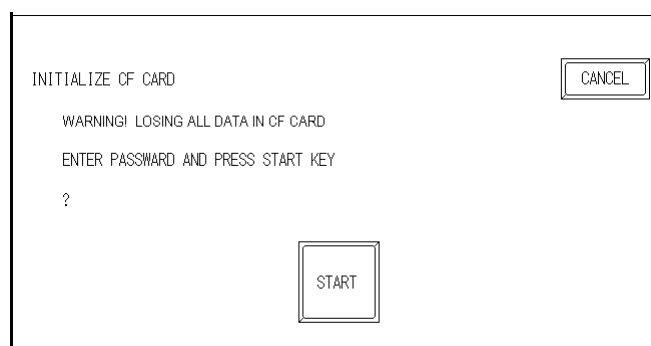 INITIALIZE CF CARD
CANCEL
WARNING! LOSING ALL DATA IN CF CARD
ENTER PASSWARD AND PRESS START KEY
?
START